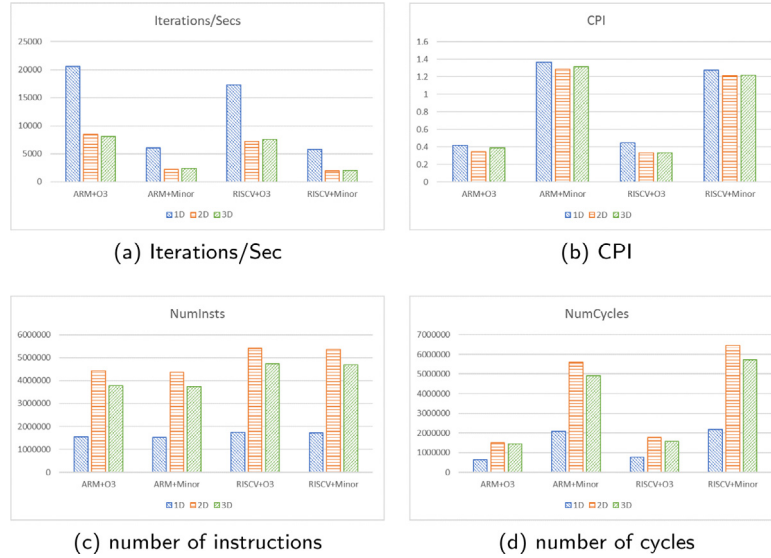 Iterations/Secs
25000
20000
15000
10000
5000
0
ARM+O3 ARM+Minor RISCV+O3 RISCV+Minor
1D 2D 3D
(a) Iterations/Sec
CPI
1.6
1.4
1.2
1
0.8
0.6
0.4
0.2
0
ARM+O3 ARM+Minor RISCV+O3 RISCV+Minor
1D 2D 3D
(b) CPI
NumInsts
6000000
5000000
4000000
3000000
2000000
1000000
0
ARM+O3 ARM+Minor RISCV+O3 RISCV+Minor
1D 2D 3D
(c) number of instructions
NumCycles
7000000
6000000
5000000
4000000
3000000
2000000
1000000
0
ARM+O3 ARM+Minor RISCV+O3 RISCV+Minor
1D 2D 3D
(d) number of cycles